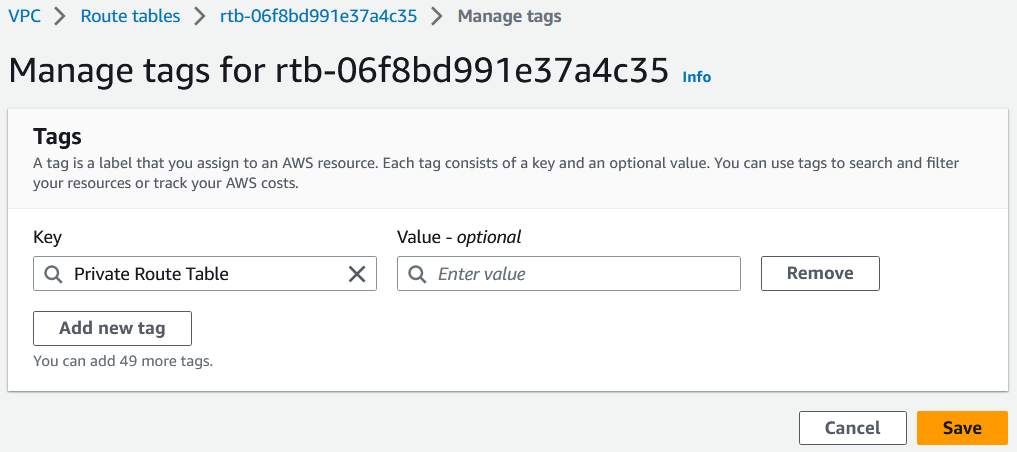 VPC > Route tables > rtb-06f8bd991e37a4c35 > Manage tags
Manage tags for rtb-06f8bd991e37a4c35 Info
Tags
A tag is a label that you assign to an AWS resource. Each tag consists of a key and an optional value. You can use tags to search and filter
your resources or track your AWS costs.
Key Value - optional
Private Route Table Enter value Remove
Add new tag
You can add 49 more tags.
Cancel Save